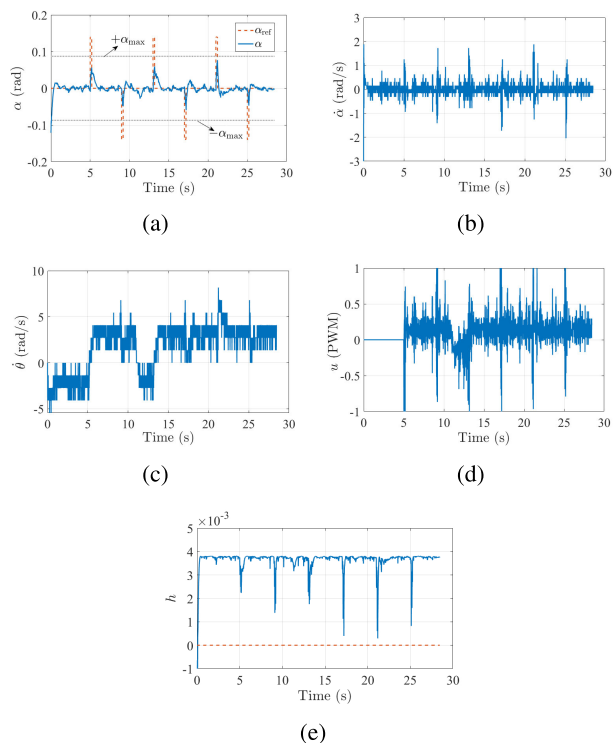 0.2
0.1
0
-0.1
-0.2
α (rad)
+α_max
−α_max
α_ref
α
0 5 10 15 20 25 30
Time (s)
(a)
3
2
1
0
-1
-2
-3
α̇ (rad/s)
0 5 10 15 20 25 30
Time (s)
(b)
10
5
0
-5
θ̇ (rad/s)
0 5 10 15 20 25 30
Time (s)
(c)
1
0.5
0
-0.5
-1
u (PWM)
0 5 10 15 20 25 30
Time (s)
(d)
×10⁻³
5
4
3
2
1
0
-1
h
0 5 10 15 20 25 30
Time (s)
(e)